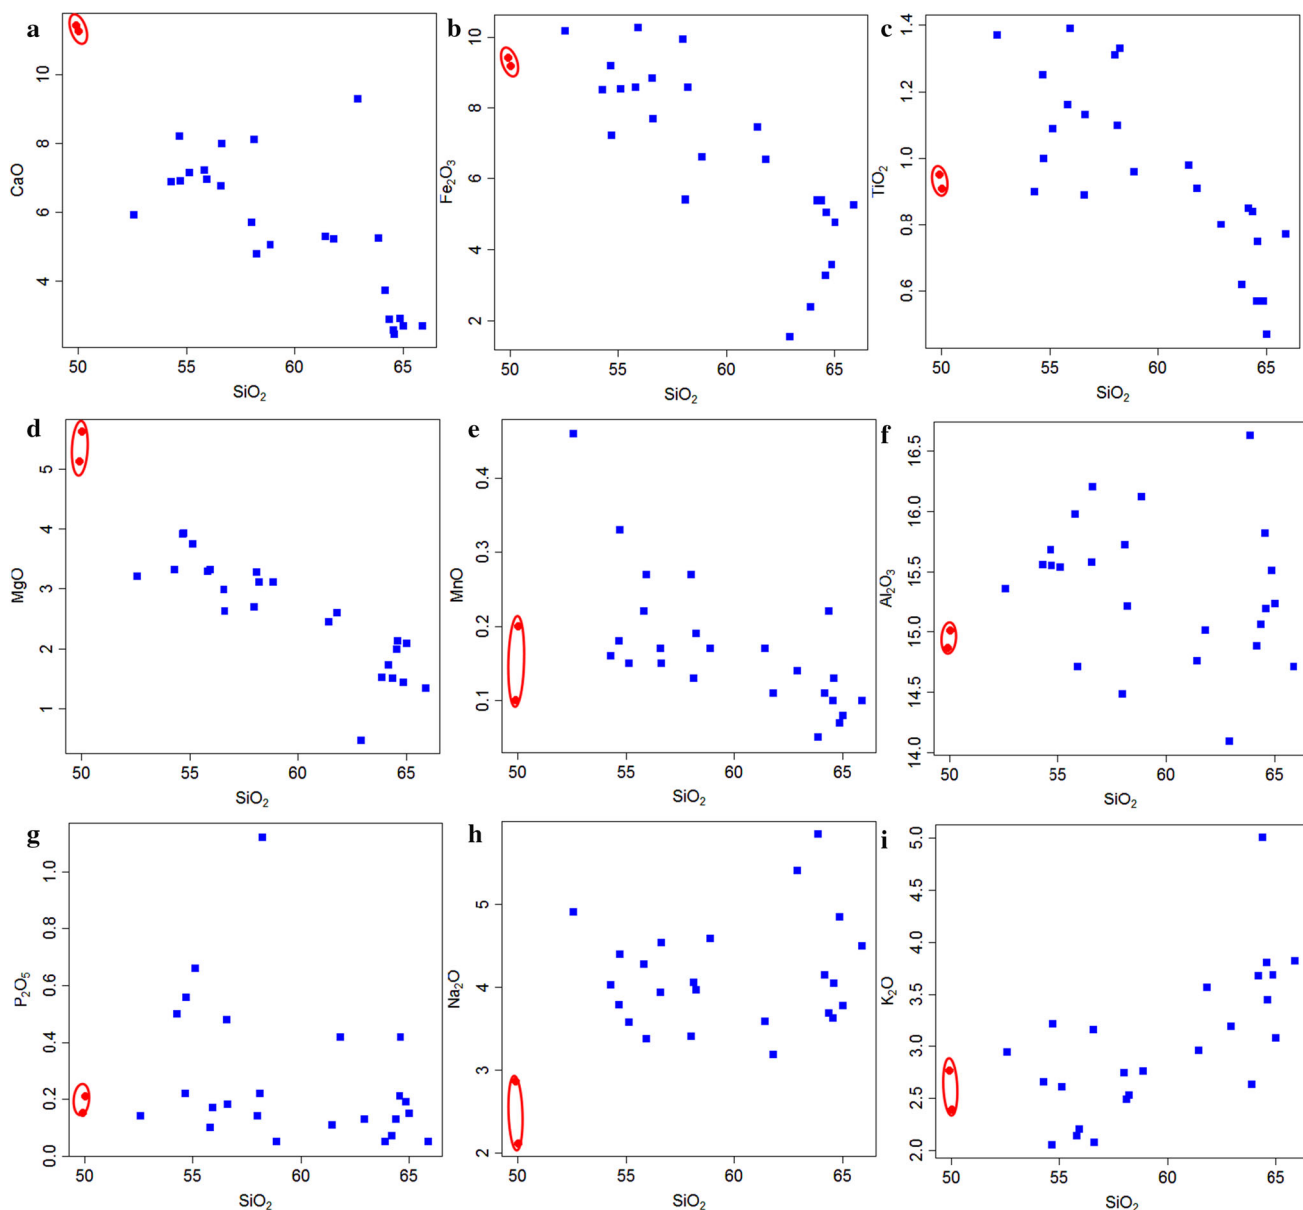 a
CaO
4 6 8 10
50 55 60 65
SiO₂
b
Fe₂O₃
2 4 6 8 10
50 55 60 65
SiO₂
c
TiO₂
0.6 0.8 1.0 1.2 1.4
50 55 60 65
SiO₂
d
MgO
1 2 3 4 5
50 55 60 65
SiO₂
e
MnO
0.1 0.2 0.3 0.4
50 55 60 65
SiO₂
f
Al₂O₃
14.0 14.5 15.0 15.5 16.0 16.5
50 55 60 65
SiO₂
g
P₂O₅
0.0 0.2 0.4 0.6 0.8 1.0
50 55 60 65
SiO₂
h
Na₂O
2 3 4 5
50 55 60 65
SiO₂
i
K₂O
2.0 2.5 3.0 3.5 4.0 4.5 5.0
50 55 60 65
SiO₂